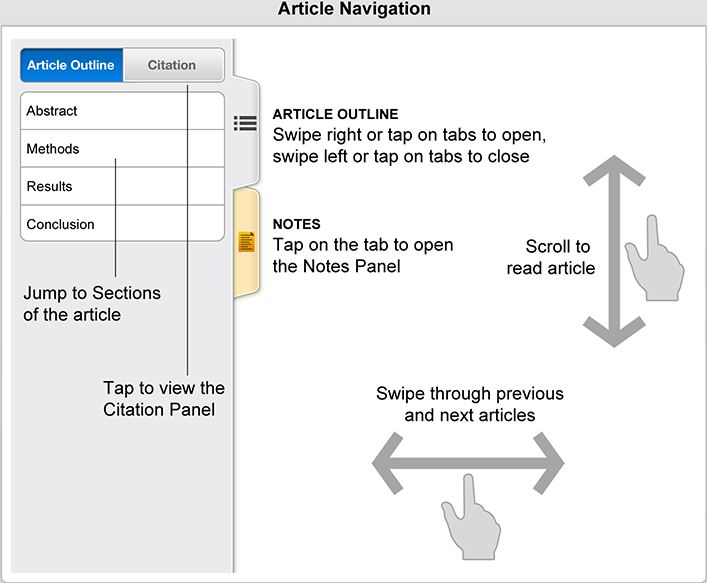 Article Navigation
Article Outline
Citation
Abstract
Methods
Results
Conclusion
Jump to Sections
of the article
Tap to view the
Citation Panel
ARTICLE OUTLINE
Swipe right or tap on tabs to open,
swipe left or tap on tabs to close
NOTES
Tap on the tab to open
the Notes Panel
Scroll to
read article
Swipe through previous
and next articles